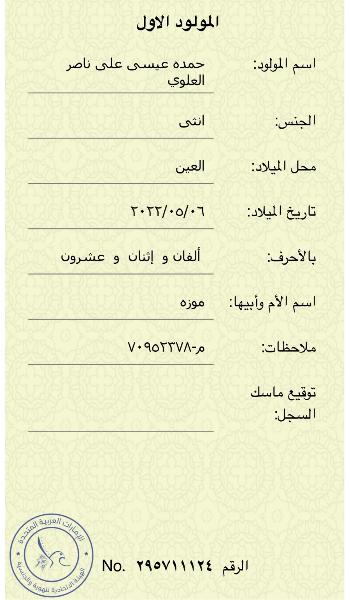 المولود الاول
اسم المولود: حمده عيسى على ناصر
العلوي
الجنس: انثى
محل الميلاد: العين
تاريخ الميلاد: ٢٠٢٢/٠٥/٠٦
بالأحرف: ألفان و إثنان و عشرون
اسم الأم وأبيها: موزه
ملاحظات: م-٧٠٩٥٢٣٧٨
توقيع ماسك
السجل:
الإمارات العربية المتحدة
الهيئة الاتحادية للهوية والجنسية
الرقم ٢٩٥٧١١١٢٤ No.